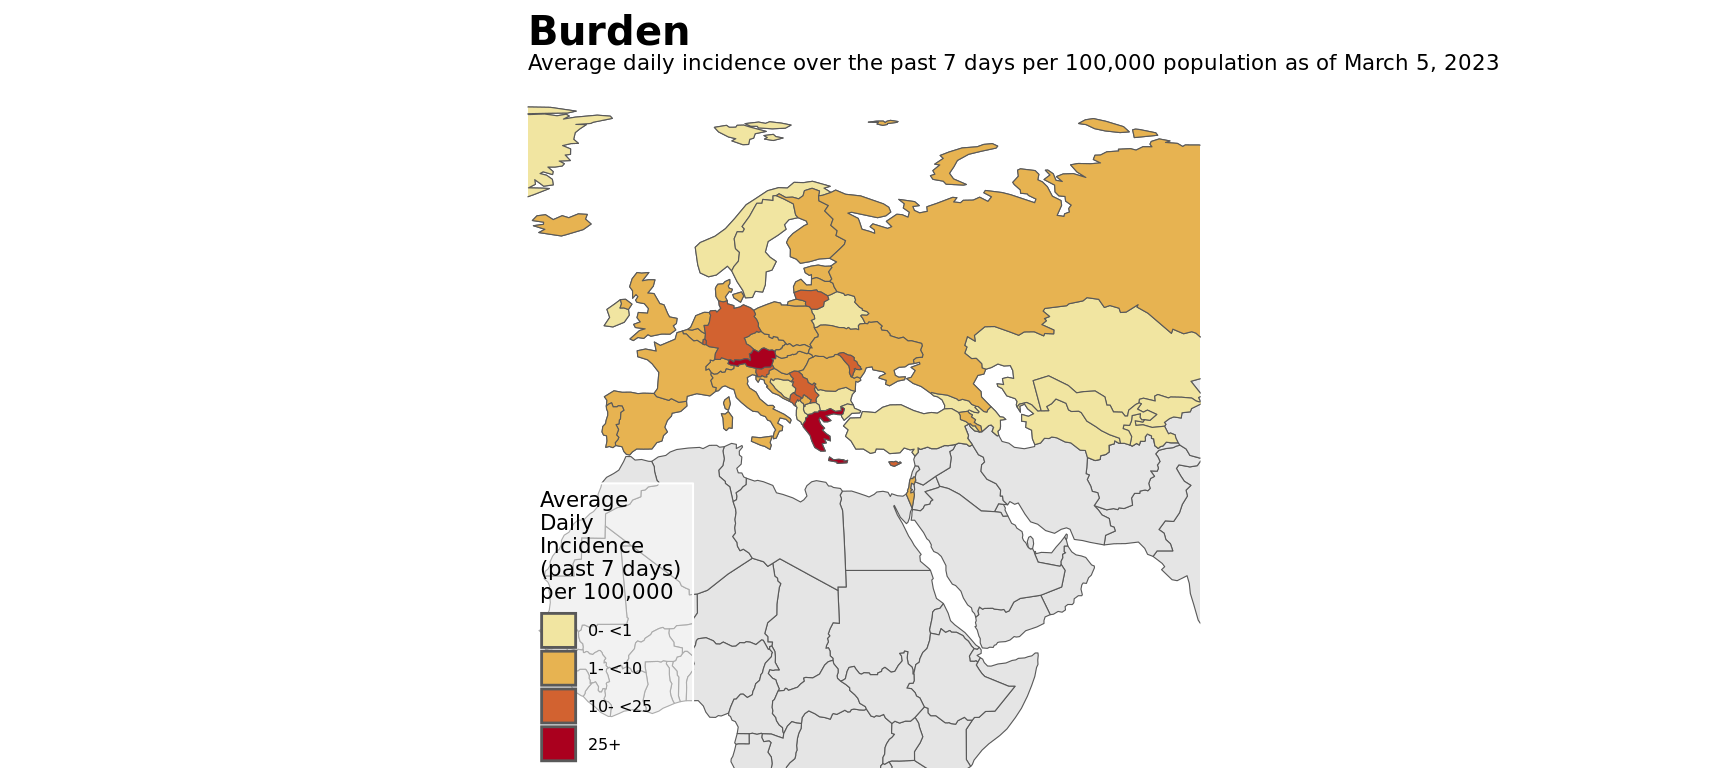 Burden
Average daily incidence over the past 7 days per 100,000 population as of March 5, 2023
Average
Daily
Incidence
(past 7 days)
per 100,000
0- <1
1- <10
10- <25
25+